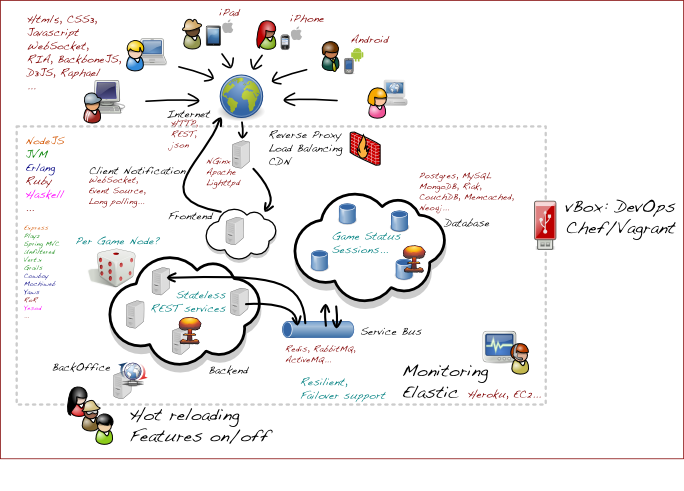 Html5, CSS3,
Javascript
WebSocket,
RIA, BackboneJS,
D3JS, Raphael
...
iPad
iPhone
Android
Internet
HTTP,
REST,
json
Reverse Proxy
Load Balancing
CDN
NGinx
Apache
Lighttpd
NodeJS
JVM
Erlang
Ruby
Haskell
...
Client Notification
WebSocket,
Event Source,
Long polling...
Postgres, MySQL
MongoDB, Riak,
CouchDB, Memcached,
Neo4j...
Frontend
Database
Game Status
Sessions...
vBox: DevOps
Chef/Vagrant
Express
Play2
Spring MVC
Unfiltered
Vertx
Grails
Cowboy
Mochiweb
Yaws
RoR
Yesod
...
Per Game Node?
Stateless
REST services
Service Bus
Redis, RabbitMQ,
ActiveMQ...
BackOffice
Backend
Resilient,
Failover support
Monitoring
Elastic
Heroku, EC2...
Hot reloading
Features on/off